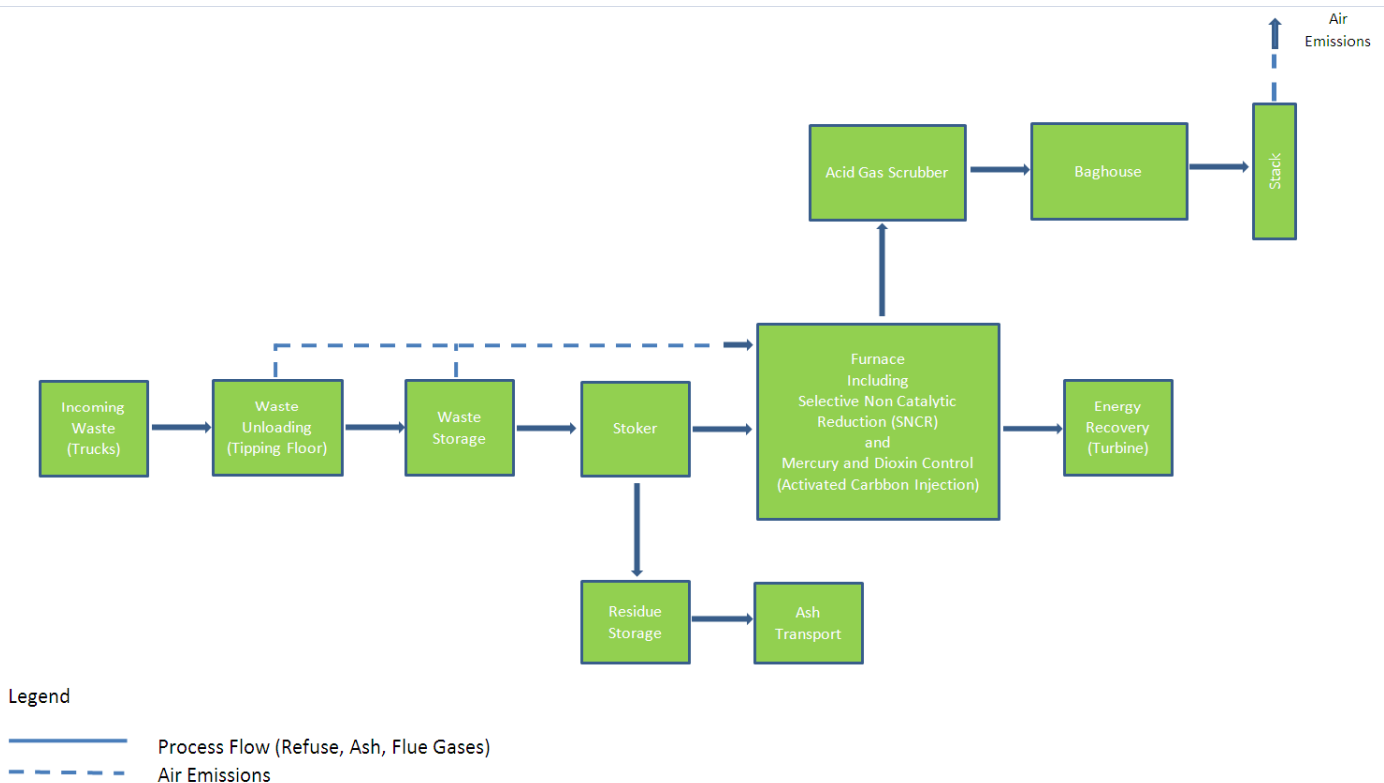 Air
Emissions
Acid Gas Scrubber
Baghouse
Stack
Incoming
Waste
(Trucks)
Waste
Unloading
(Tipping Floor)
Waste
Storage
Stoker
Furnace
Including
Selective Non Catalytic
Reduction (SNCR)
and
Mercury and Dioxin Control
(Activated Carbbon Injection)
Energy
Recovery
(Turbine)
Residue
Storage
Ash
Transport
Legend
Process Flow (Refuse, Ash, Flue Gases)
Air Emissions